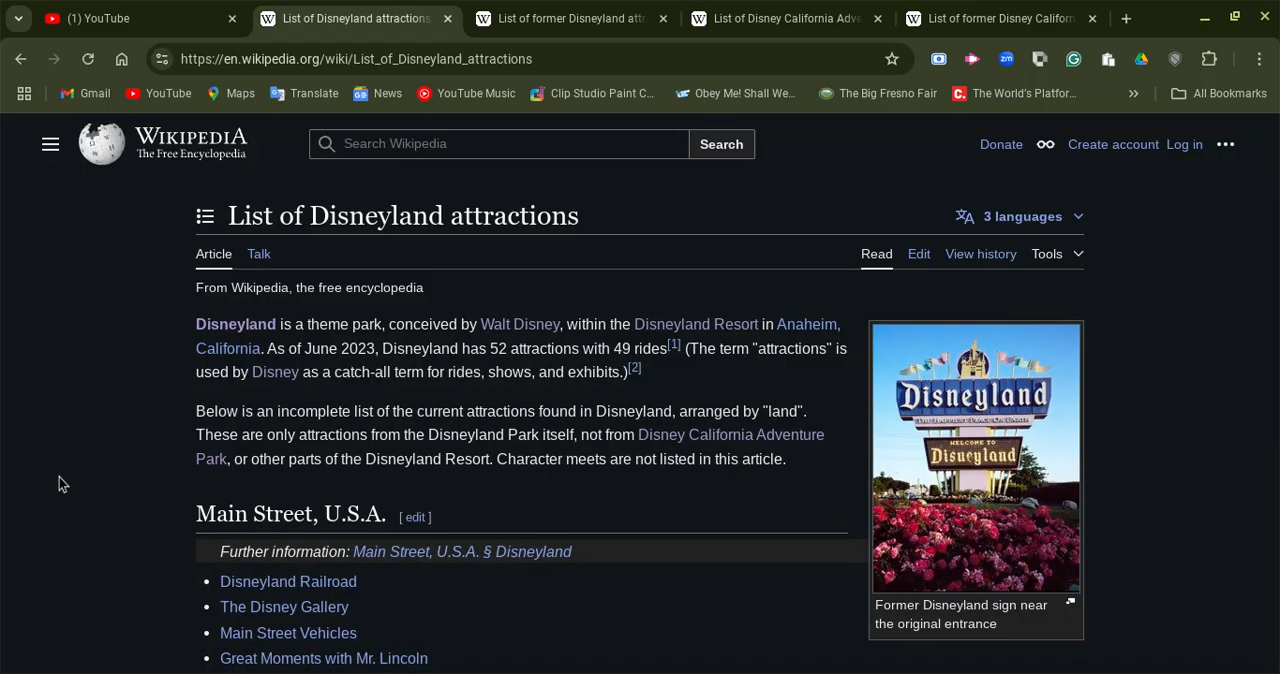 (1) YouTube
List of Disneyland attractions
List of former Disneyland attr
List of Disney California Adve
List of former Disney Californ
https://en.wikipedia.org/wiki/List_of_Disneyland_attractions
zm
Gmail
YouTube
Maps
Translate
News
YouTube Music
Clip Studio Paint C...
Obey Me! Shall We...
The Big Fresno Fair
The World's Platfor...
All Bookmarks
WIKIPEDIA
The Free Encyclopedia
Search Wikipedia
Search
Donate
Create account
Log in
List of Disneyland attractions
3 languages
Article
Talk
Read
Edit
View history
Tools
From Wikipedia, the free encyclopedia
Disneyland is a theme park, conceived by Walt Disney, within the Disneyland Resort in Anaheim,
California. As of June 2023, Disneyland has 52 attractions with 49 rides[1] (The term "attractions" is
used by Disney as a catch-all term for rides, shows, and exhibits.)[2]
Below is an incomplete list of the current attractions found in Disneyland, arranged by "land".
These are only attractions from the Disneyland Park itself, not from Disney California Adventure
Park, or other parts of the Disneyland Resort. Character meets are not listed in this article.
Disneyland
THE HAPPIEST PLACE ON EARTH
WELCOME TO
Disneyland
Former Disneyland sign near
the original entrance
Main Street, U.S.A. [ edit ]
Further information: Main Street, U.S.A. § Disneyland
• Disneyland Railroad
• The Disney Gallery
• Main Street Vehicles
• Great Moments with Mr. Lincoln